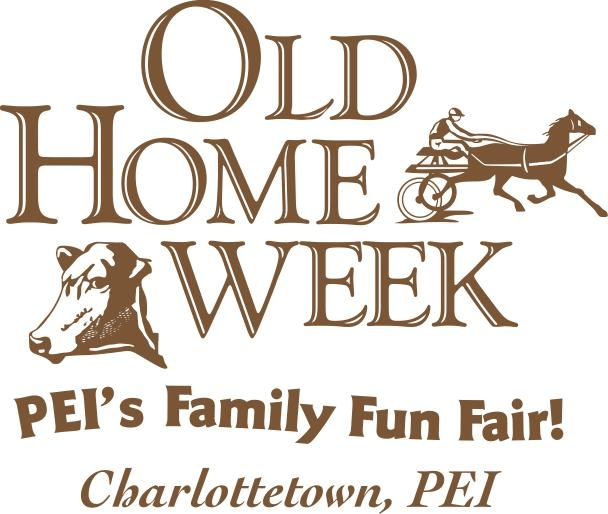 OLD
HOME
WEEK
PEI's Family Fun Fair!
Charlottetown, PEI